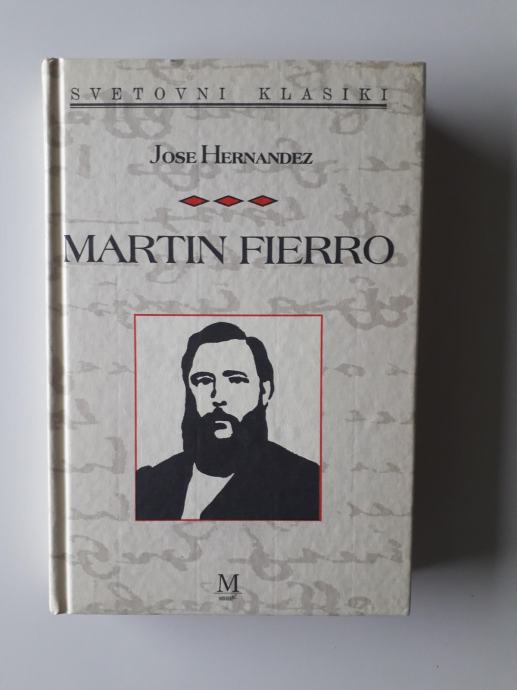 SVETOVNI KLASIKI
JOSE HERNANDEZ
MARTIN FIERRO
M